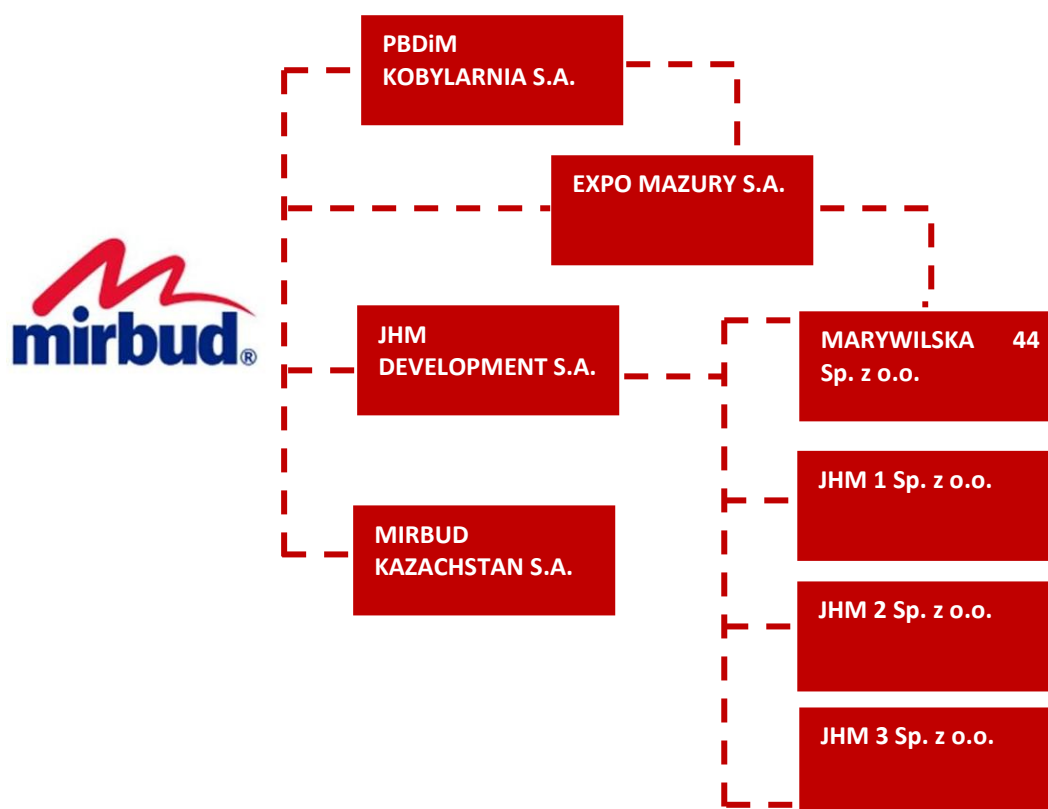 PBDiM
KOBYLARNIA S.A.
EXPO MAZURY S.A.
mirbud®
JHM
DEVELOPMENT S.A.
MARYWILSKA 44
Sp. z o.o.
JHM 1 Sp. z o.o.
MIRBUD
KAZACHSTAN S.A.
JHM 2 Sp. z o.o.
JHM 3 Sp. z o.o.